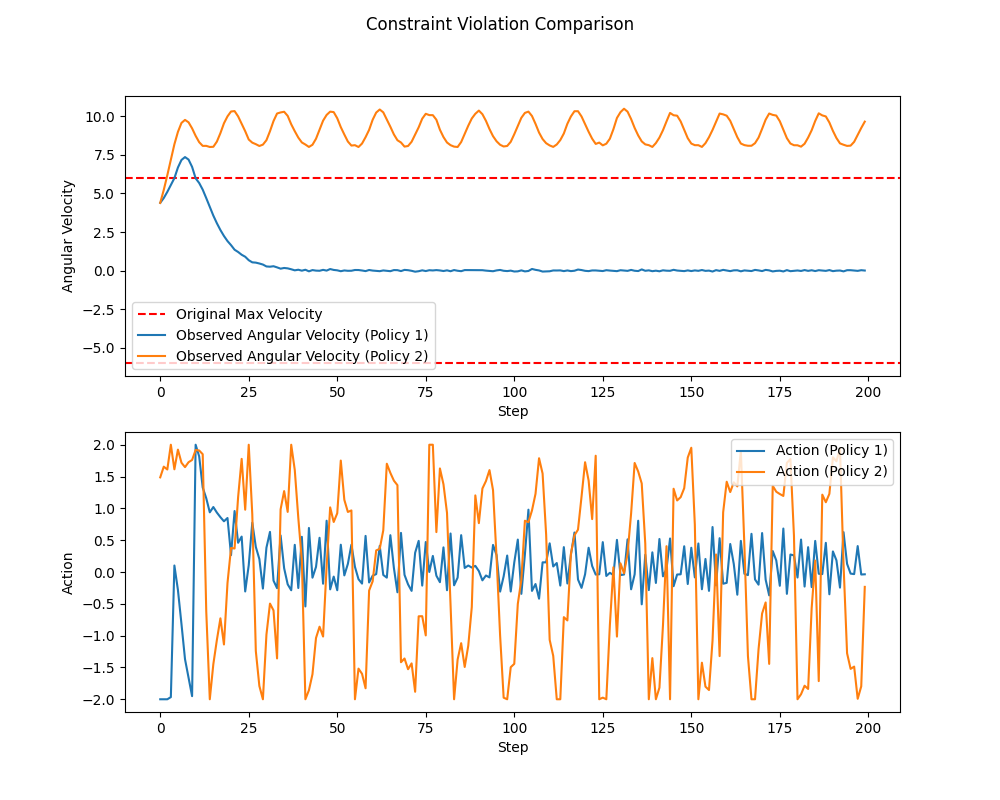 Constraint Violation Comparison
10.0
7.5
5.0
2.5
0.0
−2.5
−5.0
Angular Velocity
Original Max Velocity
Observed Angular Velocity (Policy 1)
Observed Angular Velocity (Policy 2)
0 25 50 75 100 125 150 175 200
Step
2.0
1.5
1.0
0.5
0.0
−0.5
−1.0
−1.5
−2.0
Action
Action (Policy 1)
Action (Policy 2)
0 25 50 75 100 125 150 175 200
Step